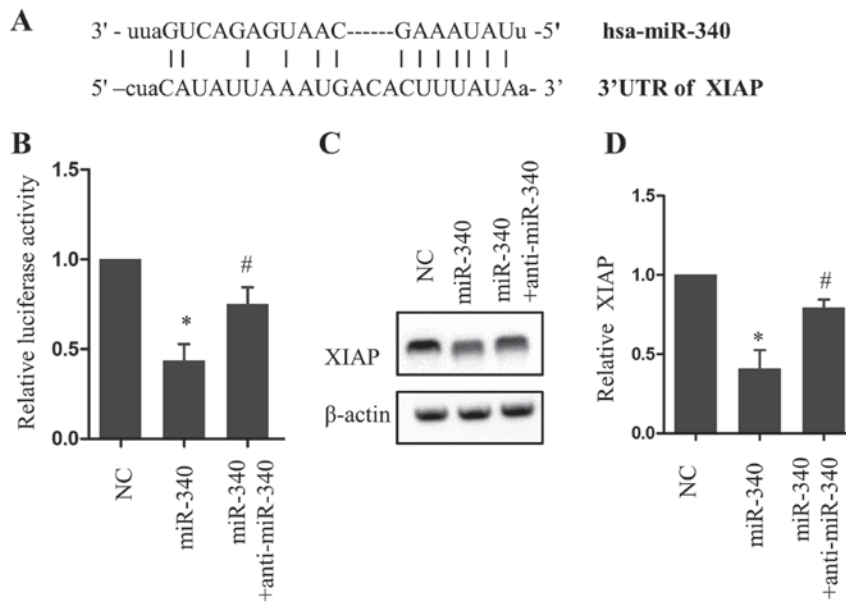 A
3' - uuaGUCAGAGUAAC------GAAAUAUu -5' hsa-miR-340
5' –cuaCAUAUUAAAUGACACUUUAUAa- 3’ 3’UTR of XIAP
B
Relative luciferase activity
1.5
1.0
0.5
0.0
*
#
NC
miR-340
miR-340
+anti-miR-340
C
NC
miR-340
miR-340
+anti-miR-340
XIAP
β-actin
D
Relative XIAP
1.5
1.0
0.5
0.0
*
#
NC
miR-340
miR-340
+anti-miR-340